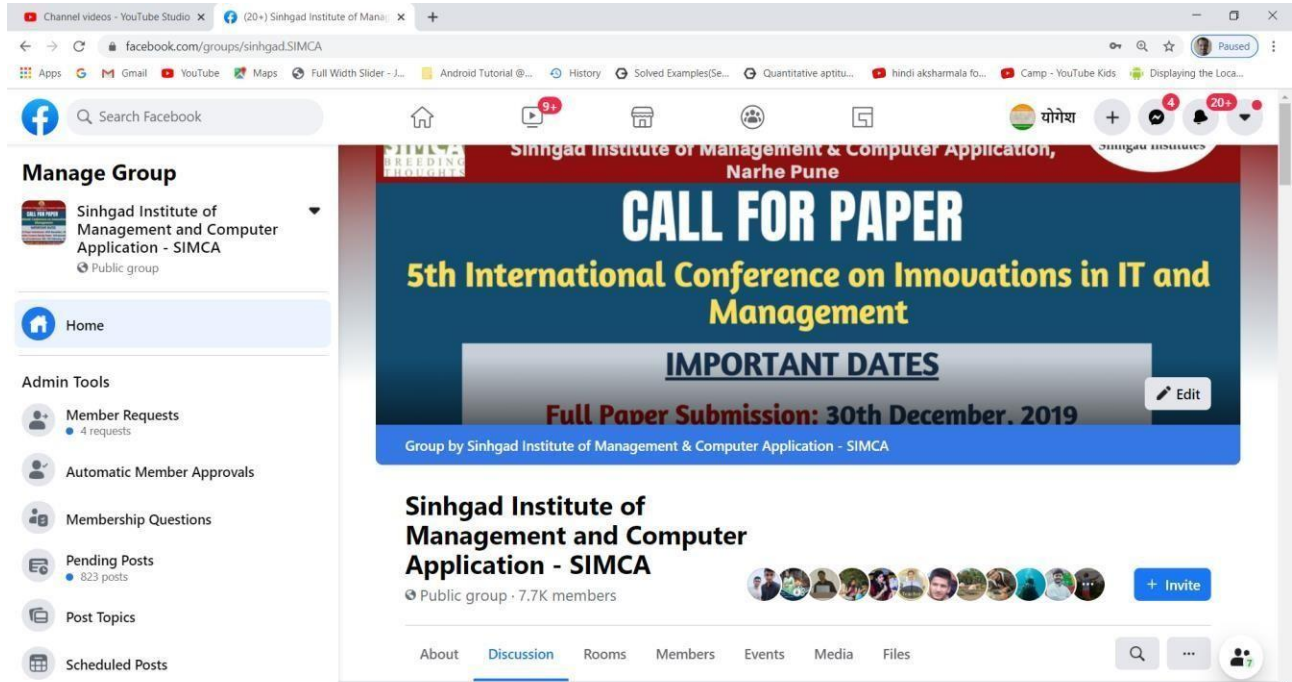 Channel videos - YouTube Studio
(20+) Sinhgad Institute of Manag
facebook.com/groups/sinhgad.SIMCA
Paused
Apps
Gmail
YouTube
Maps
Full Width Slider - J...
Android Tutorial @...
History
Solved Examples(Se...
Quantitative aptitu...
hindi aksharmala fo...
Camp - YouTube Kids
Displaying the Loca...
Search Facebook
9+
योगेश
4
20+
Manage Group
Sinhgad Institute of
Management and Computer
Application - SIMCA
Public group
Home
Admin Tools
Member Requests
4 requests
Automatic Member Approvals
Membership Questions
Pending Posts
823 posts
Post Topics
Scheduled Posts
SIMCA
BREEDING
THOUGHTS
Sinhgad Institute of Management & Computer Application,
Narhe Pune
Sinhgad Institutes
CALL FOR PAPER
5th International Conference on Innovations in IT and
Management
IMPORTANT DATES
Full Paper Submission: 30th December, 2019
Edit
Group by Sinhgad Institute of Management & Computer Application - SIMCA
Sinhgad Institute of
Management and Computer
Application - SIMCA
Public group · 7.7K members
+ Invite
About
Discussion
Rooms
Members
Events
Media
Files
7